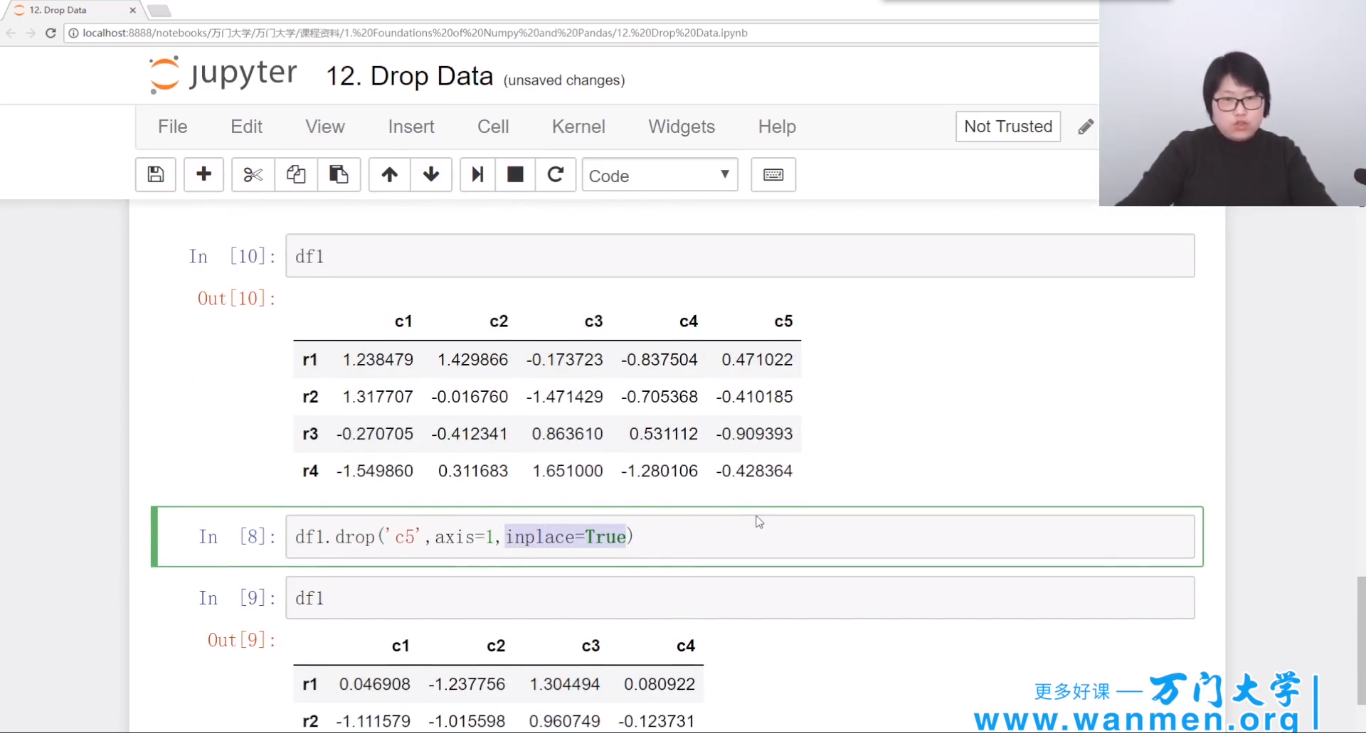 12. Drop Data
localhost:8888/notebooks/万门大学/万门大学/课程资料/1.%20Foundations%20of%20Numpy%20and%20Pandas/12.%20Drop%20Data.ipynb
jupyter 12. Drop Data (unsaved changes)
File Edit View Insert Cell Kernel Widgets Help Not Trusted
Code
In [10]: df1
Out[10]:
c1 c2 c3 c4 c5
r1 1.238479 1.429866 -0.173723 -0.837504 0.471022
r2 1.317707 -0.016760 -1.471429 -0.705368 -0.410185
r3 -0.270705 -0.412341 0.863610 0.531112 -0.909393
r4 -1.549860 0.311683 1.651000 -1.280106 -0.428364
In [8]: df1.drop('c5',axis=1,inplace=True)
In [9]: df1
Out[9]:
c1 c2 c3 c4
r1 0.046908 -1.237756 1.304494 0.080922
r2 -1.111579 -1.015598 0.960749 -0.123731
更多好课 — 万门大学
www.wanmen.org